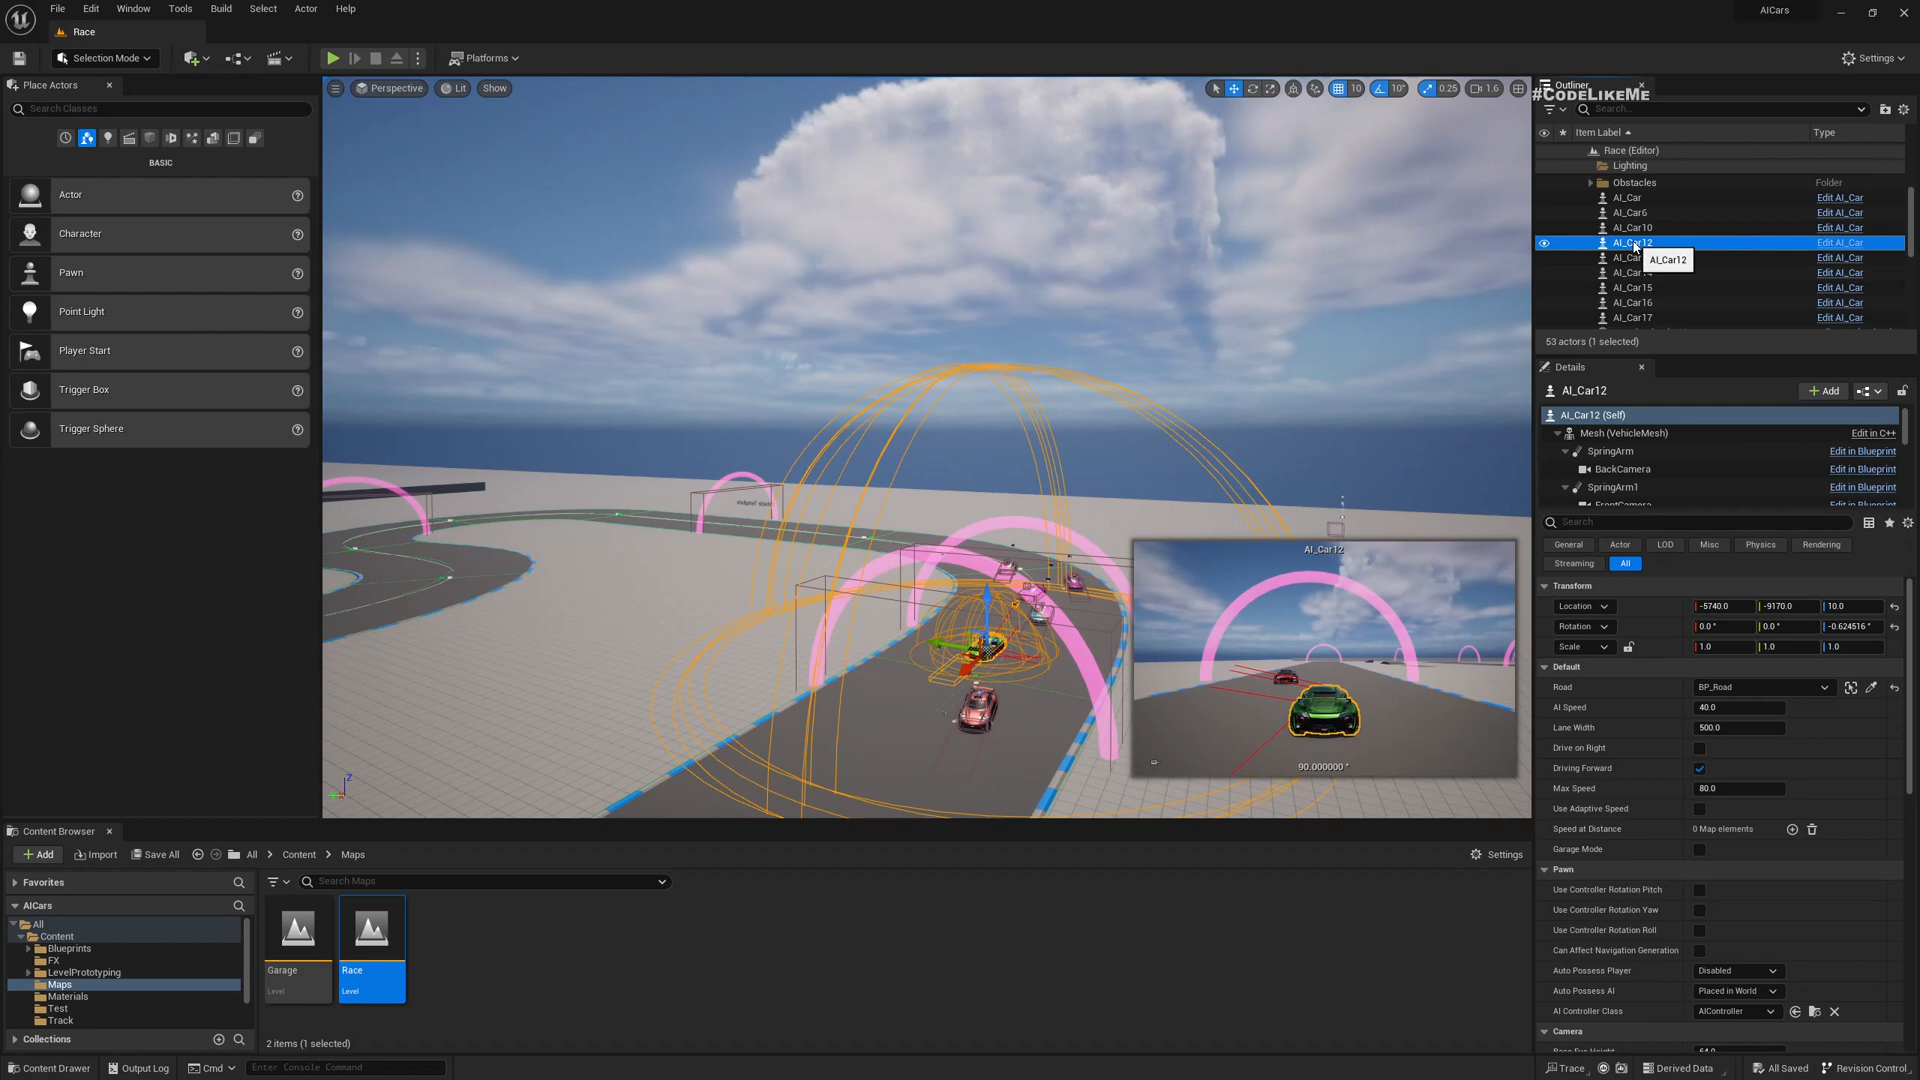 File Edit Window Tools Build Select Actor Help
AICars
Race
Selection Mode
Platforms
Settings
Place Actors
Search Classes
BASIC
Actor
Character
Pawn
Point Light
Player Start
Trigger Box
Trigger Sphere
Perspective Lit Show
10 10° 0.25 1.6
AI_Car12
90.000000 °
Outliner
#CodeLikeMe
Search...
Item Label Type
Race (Editor)
Lighting
Obstacles Folder
AI_Car Edit AI_Car
AI_Car6 Edit AI_Car
AI_Car10 Edit AI_Car
AI_Car12 Edit AI_Car
AI_Car12
Edit AI_Car
Edit AI_Car
AI_Car15 Edit AI_Car
AI_Car16 Edit AI_Car
AI_Car17 Edit AI_Car
53 actors (1 selected)
Details
AI_Car12
Add
AI_Car12 (Self)
Mesh (VehicleMesh) Edit in C++
SpringArm Edit in Blueprint
BackCamera Edit in Blueprint
SpringArm1 Edit in Blueprint
FrontCamera Edit in Blueprint
Search
General Actor LOD Misc Physics Rendering
Streaming All
Transform
Location -5740.0 -9170.0 10.0
Rotation 0.0 ° 0.0 ° -0.624516 °
Scale 1.0 1.0 1.0
Default
Road BP_Road
AI Speed 40.0
Lane Width 500.0
Drive on Right
Driving Forward
Max Speed 80.0
Use Adaptive Speed
Speed at Distance 0 Map elements
Garage Mode
Pawn
Use Controller Rotation Pitch
Use Controller Rotation Yaw
Use Controller Rotation Roll
Can Affect Navigation Generation
Auto Possess Player Disabled
Auto Possess AI Placed in World
AI Controller Class AIController
Camera
Base Eye Height 64.0
Content Browser
Add Import Save All All Content Maps
Settings
Favorites
Search Maps
AICars
All
Content
Blueprints
FX
LevelPrototyping
Maps
Materials
Test
Track
Collections
Garage
Level
Race
Level
2 items (1 selected)
Content Drawer Output Log Cmd Enter Console Command
Trace Derived Data All Saved Revision Control